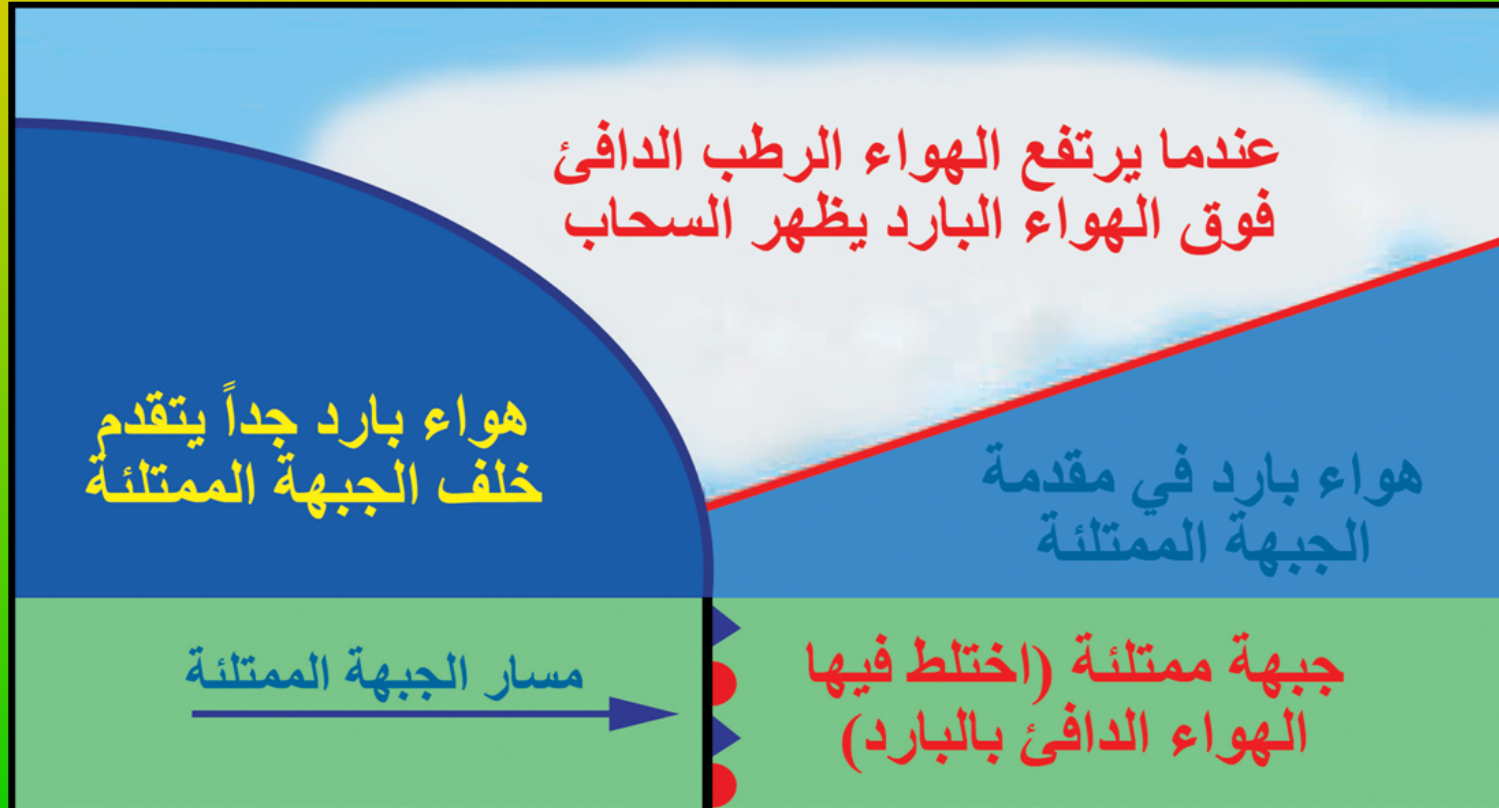 عندما يرتفع الهواء الرطب الدافئ
فوق الهواء البارد يظهر السحاب
هواء بارد جداً يتقدم
خلف الجبهة الممتلئة
هواء بارد في مقدمة
الجبهة الممتلئة
مسار الجبهة الممتلئة
جبهة ممتلئة (اختلط فيها
الهواء الدافئ بالبارد)